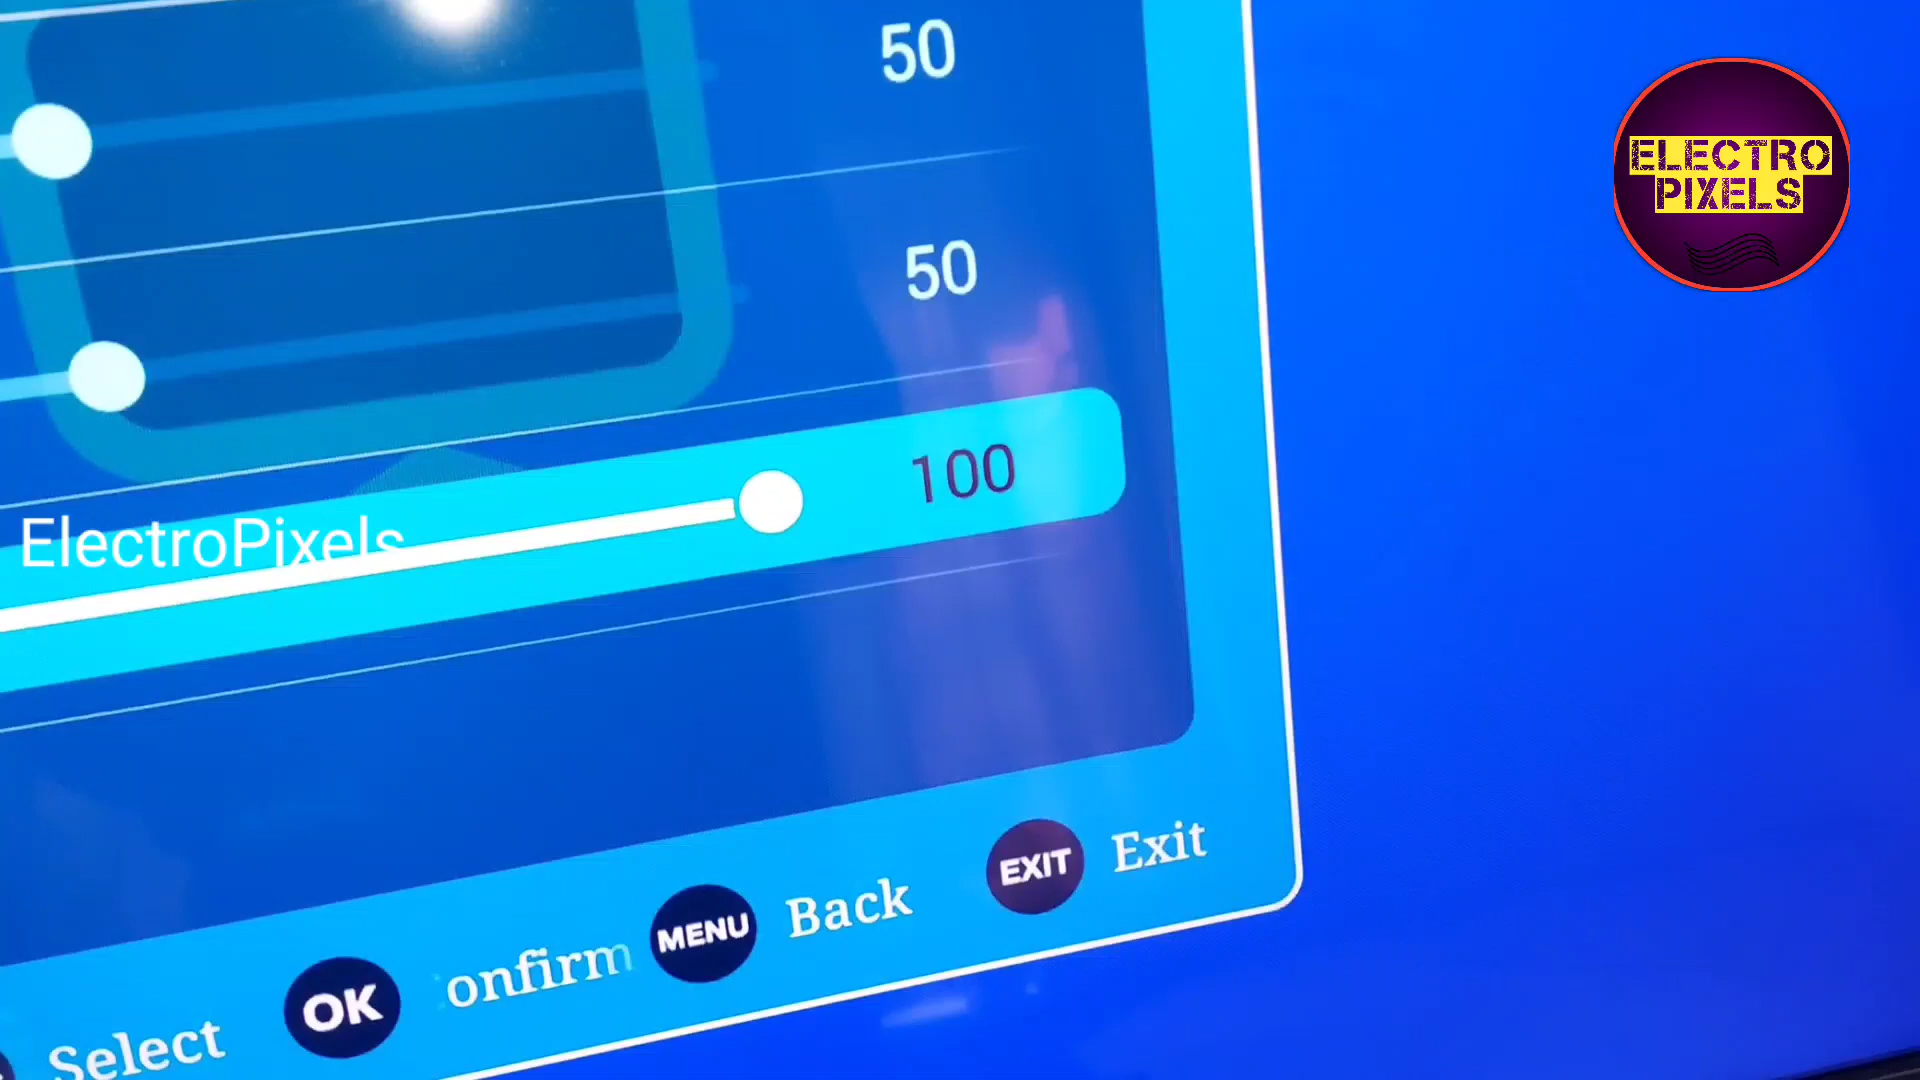 50
ELECTRO
PIXELS
50
100
ElectroPixels
Select
OK
onfirm
MENU
Back
EXIT
Exit